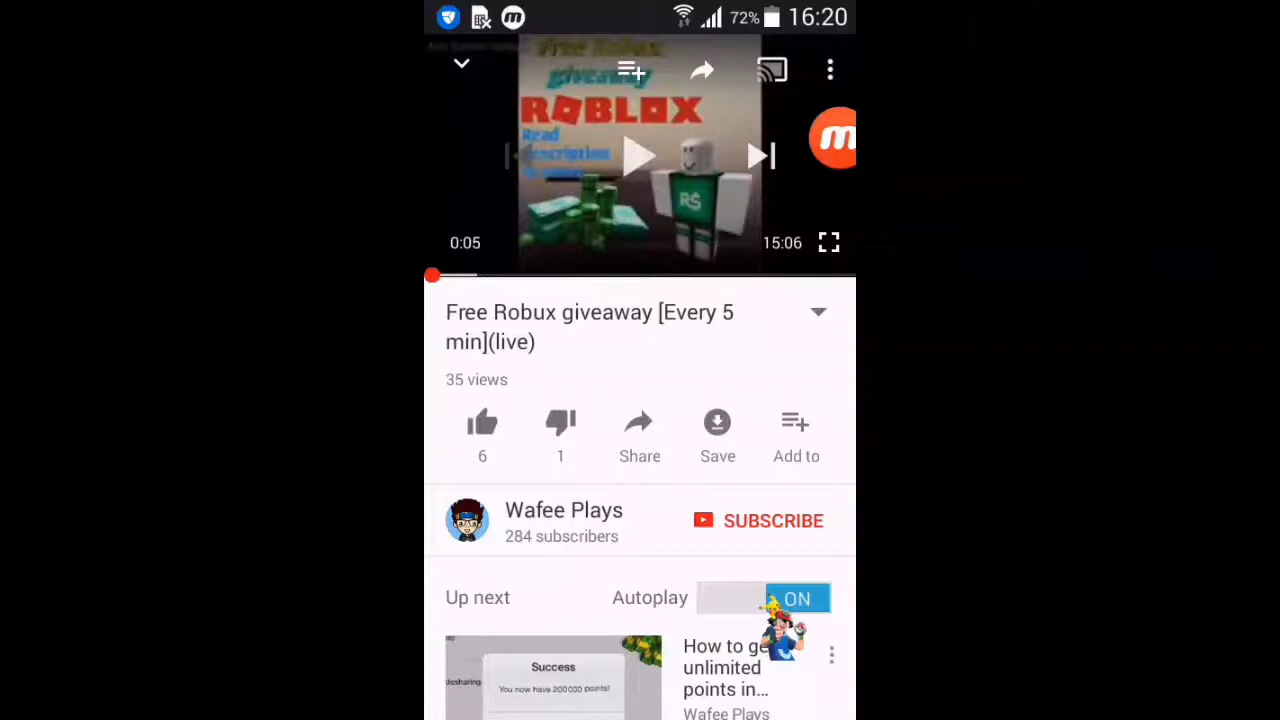 72% 16:20
Free Robux
giveaway
ROBLOX
Read
description
R$
0:05 15:06
Free Robux giveaway [Every 5
min](live)
35 views
6 1 Share Save Add to
Wafee Plays
284 subscribers
SUBSCRIBE
Up next Autoplay ON
Success
You now have 200000 points!
desharing
How to ge
unlimited
points in...
Wafee Plays